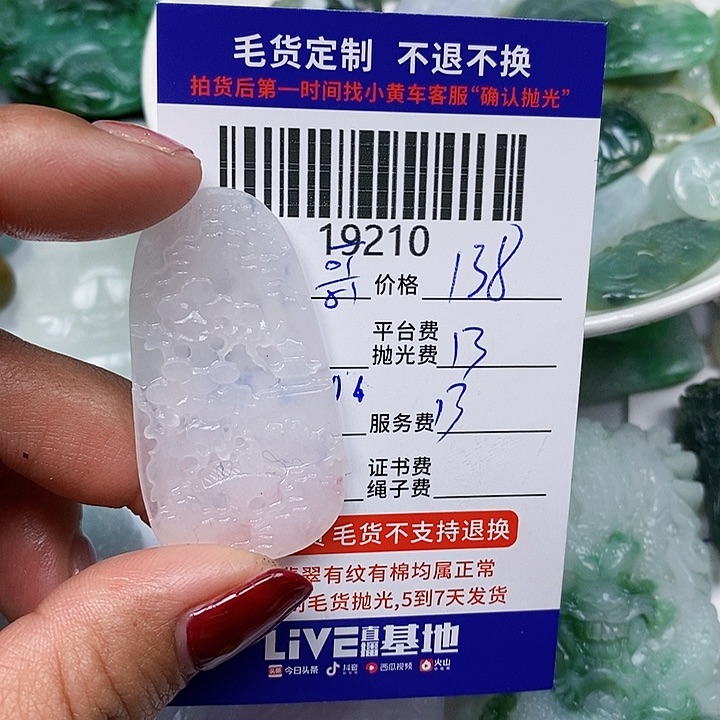 毛货定制 不退不换
拍货后第一时间找小黄车客服“确认抛光”
19210
价格 138
平台费
抛光费 13
服务费 13
证书费
绳子费
毛货不支持退换
翡翠有纹有棉均属正常
毛货抛光,5到7天发货
LiVE直播基地
头条 今日头条 抖音 西瓜视频 火山